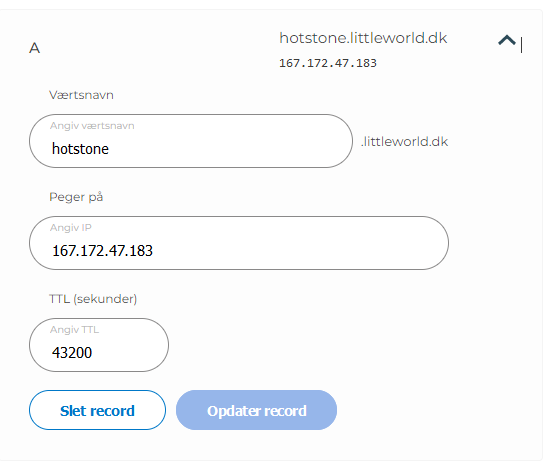 A
hotstone.littleworld.dk
167.172.47.183
Værtsnavn
Angiv værtsnavn
hotstone
.littleworld.dk
Peger på
Angiv IP
167.172.47.183
TTL (sekunder)
Angiv TTL
43200
Slet record
Opdater record